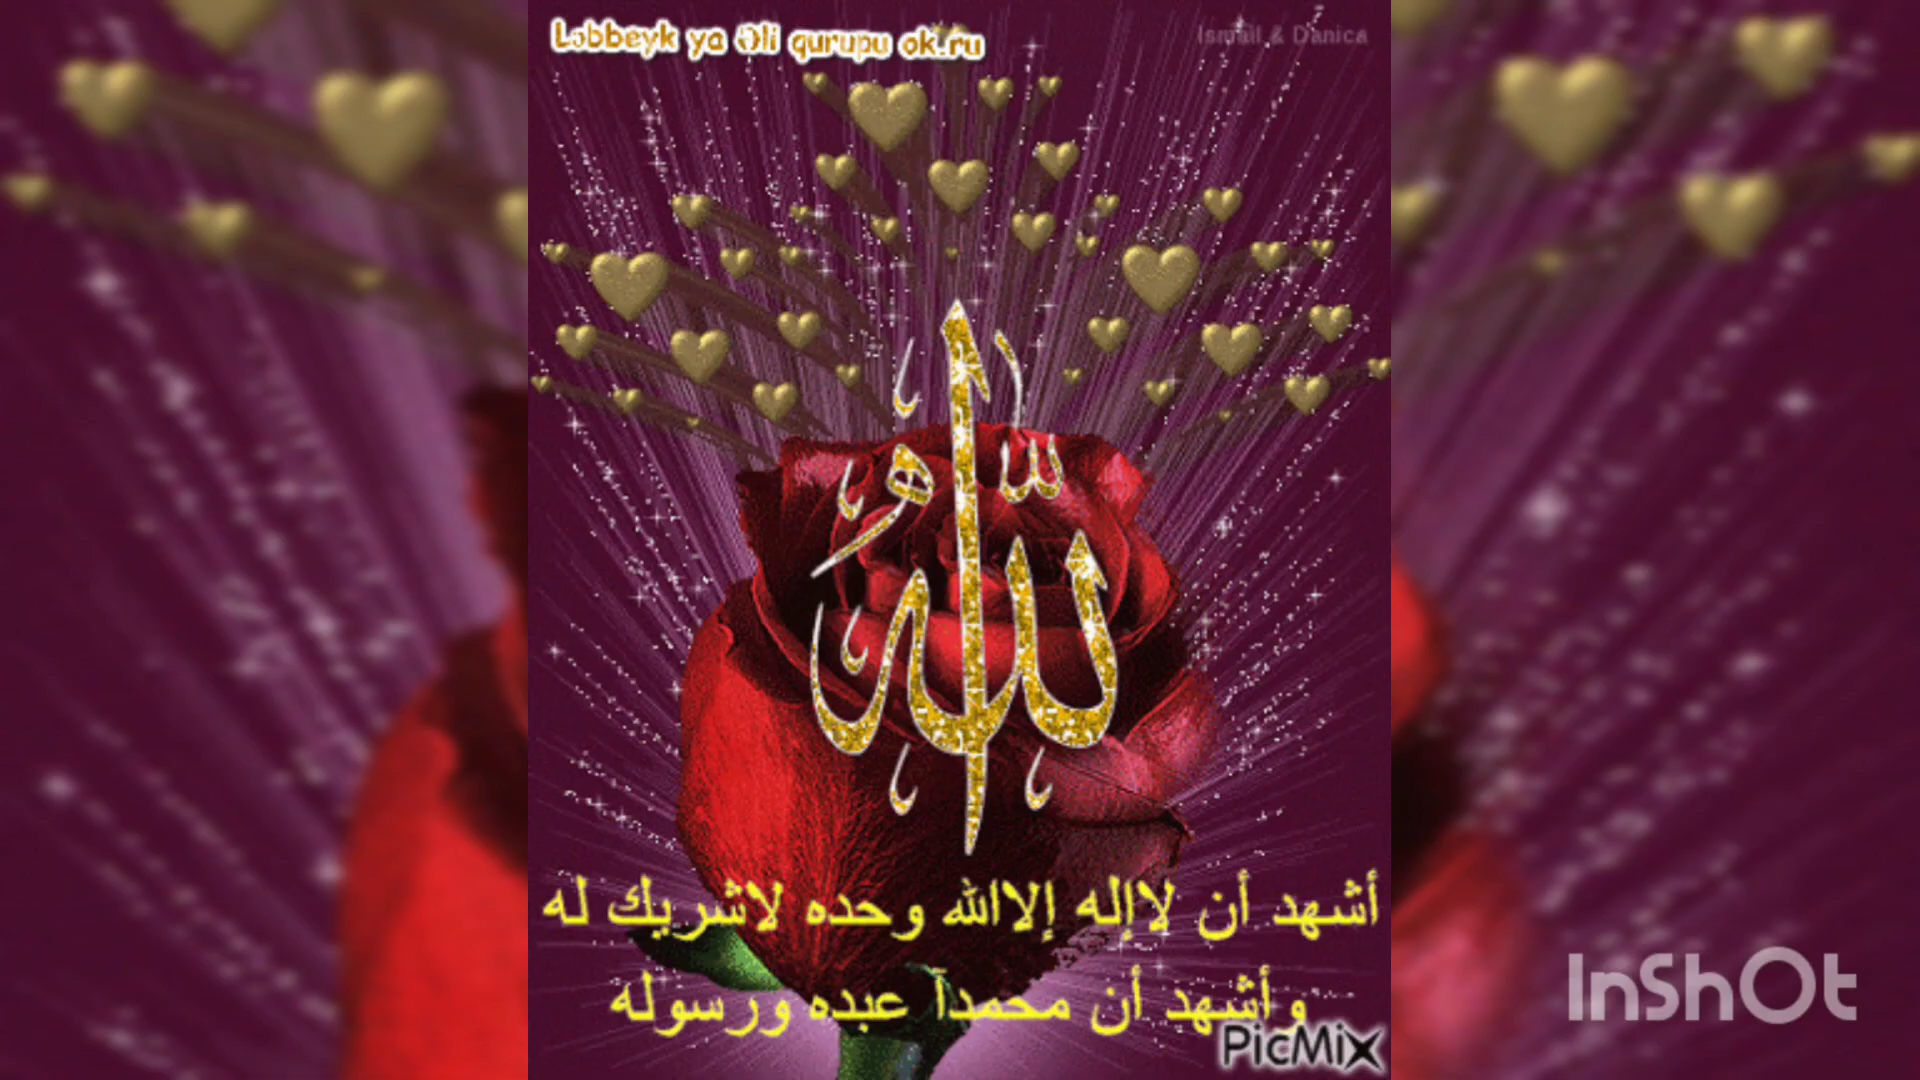 Ləbbeyk ya Əli qurupu ok.ru
Ismail & Danica
الله
أشهد أن لاإله إلاالله وحده لاشريك له
وأشهد أن محمدآ عبده ورسوله
PicMix
InShOt